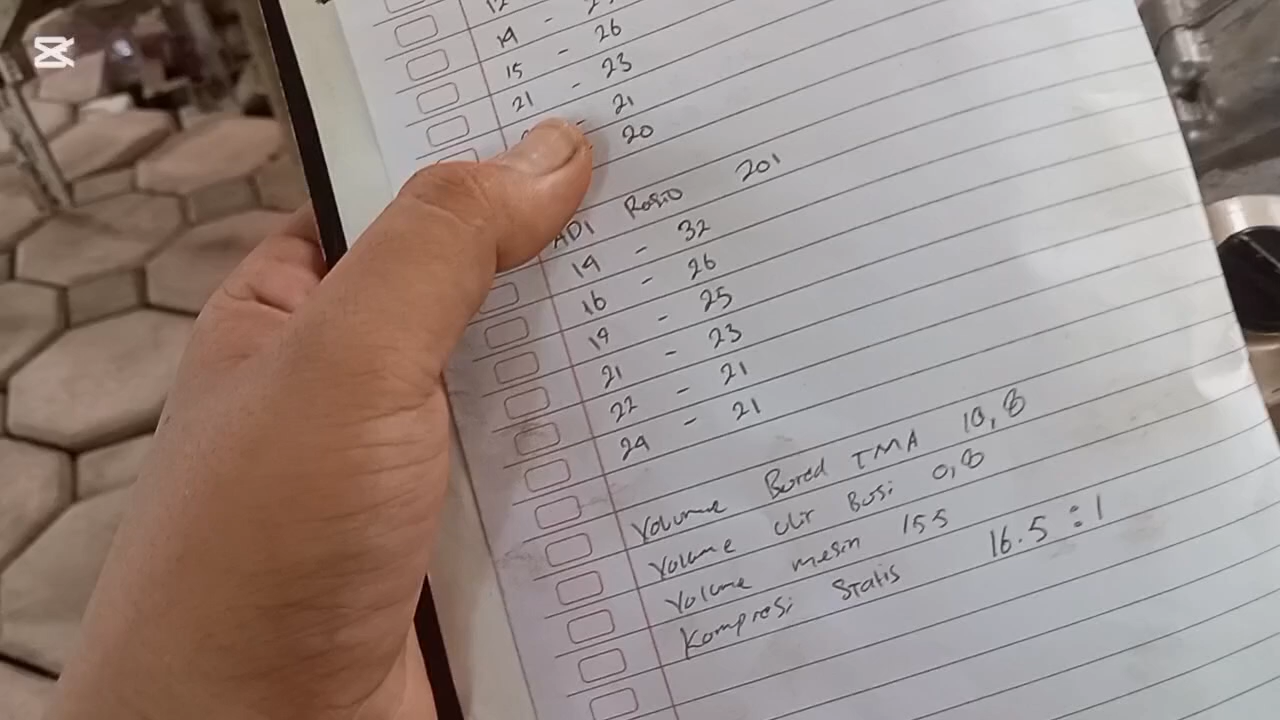 14 -
15 - 26
21 - 23
- 21
20
ADI Rasio 201
14 - 32
16 - 26
19 - 25
21 - 23
22 - 21
24 - 21
Volume Bured TMA 10,8
Volume Ulir Busi 0,8
Volume mesin 155
Kompresi Statis 16.5 : 1